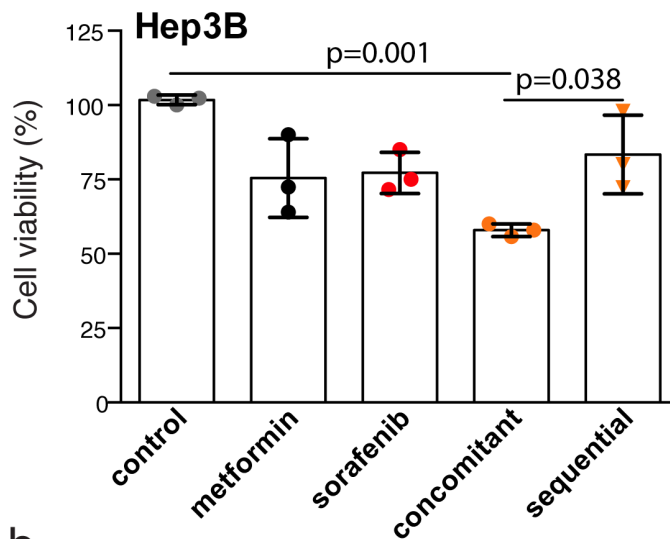 Hep3B
p=0.001
p=0.038
Cell viability (%)
125
100
75
50
25
0
control
metformin
sorafenib
concomitant
sequential